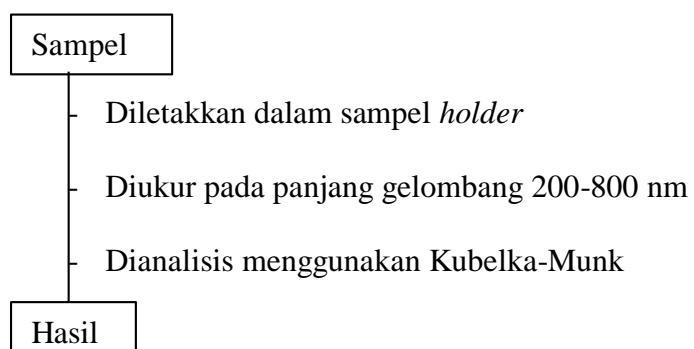 Sampel
- Diletakkan dalam sampel holder
- Diukur pada panjang gelombang 200-800 nm
- Dianalisis menggunakan Kubelka-Munk
Hasil